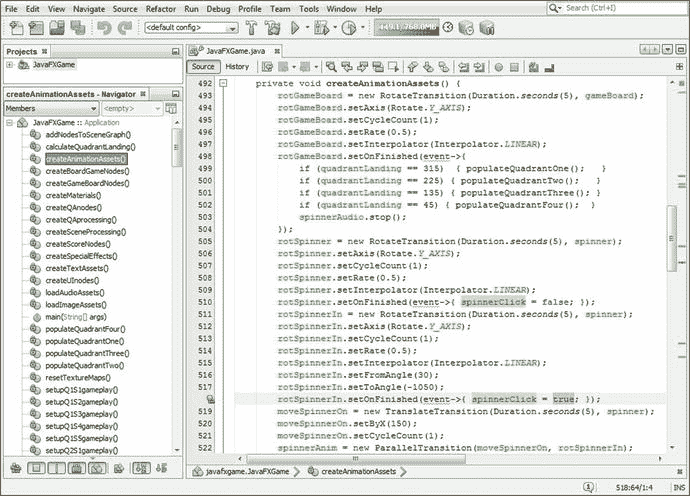 File Edit View Navigate Source Refactor Run Debug Profile Team Tools Window Help
Search (Ctrl+I)
<default config>
449.1/768.0MB
Projects
JavaFXGame
createAnimationAssets - Navigator
Members
<empty>
JavaFXGame :: Application
addNodesToSceneGraph()
calculateQuadrantLanding()
createAnimationAssets()
createBoardGameNodes()
createGameBoardNodes()
createMaterials()
createQAnodes()
createQAprocessing()
createSceneProcessing()
createScoreNodes()
createSpecialEffects()
createTextAssets()
createUInodes()
loadAudioAssets()
loadImageAssets()
main(String[] args)
populateQuadrantFour()
populateQuadrantOne()
populateQuadrantThree()
populateQuadrantTwo()
resetTextureMaps()
setupQ1S1gameplay()
setupQ1S2gameplay()
setupQ1S3gameplay()
setupQ1S4gameplay()
setupQ1S5gameplay()
setupQ2S1gameplay()
JavaFXGame.java
Source History
492 private void createAnimationAssets() {
493 rotGameBoard = new RotateTransition(Duration.seconds(5), gameBoard);
494 rotGameBoard.setAxis(Rotate.Y_AXIS);
495 rotGameBoard.setCycleCount(1);
496 rotGameBoard.setRate(0.5);
497 rotGameBoard.setInterpolator(Interpolator.LINEAR);
498 rotGameBoard.setOnFinished(event->{
499 if (quadrantLanding == 315) { populateQuadrantOne(); }
500 if (quadrantLanding == 225) { populateQuadrantTwo(); }
501 if (quadrantLanding == 135) { populateQuadrantThree(); }
502 if (quadrantLanding == 45) { populateQuadrantFour(); }
503 spinnerAudio.stop();
504 });
505 rotSpinner = new RotateTransition(Duration.seconds(5), spinner);
506 rotSpinner.setAxis(Rotate.Y_AXIS);
507 rotSpinner.setCycleCount(1);
508 rotSpinner.setRate(0.5);
509 rotSpinner.setInterpolator(Interpolator.LINEAR);
510 rotSpinner.setOnFinished(event->{ spinnerClick = false; });
511 rotSpinnerIn = new RotateTransition(Duration.seconds(5), spinner);
512 rotSpinnerIn.setAxis(Rotate.Y_AXIS);
513 rotSpinnerIn.setCycleCount(1);
514 rotSpinnerIn.setRate(0.5);
515 rotSpinnerIn.setInterpolator(Interpolator.LINEAR);
516 rotSpinnerIn.setFromAngle(30);
517 rotSpinnerIn.setToAngle(-1050);
rotSpinnerIn.setOnFinished(event->{ spinnerClick = true; });
519 moveSpinnerOn = new TranslateTransition(Duration.seconds(5), spinner);
520 moveSpinnerOn.setByX(150);
521 moveSpinnerOn.setCycleCount(1);
522 spinnerAnim = new ParallelTransition(moveSpinnerOn, rotSpinnerIn);
javafxgame.JavaFXGame createAnimationAssets
518:64/1:4 INS